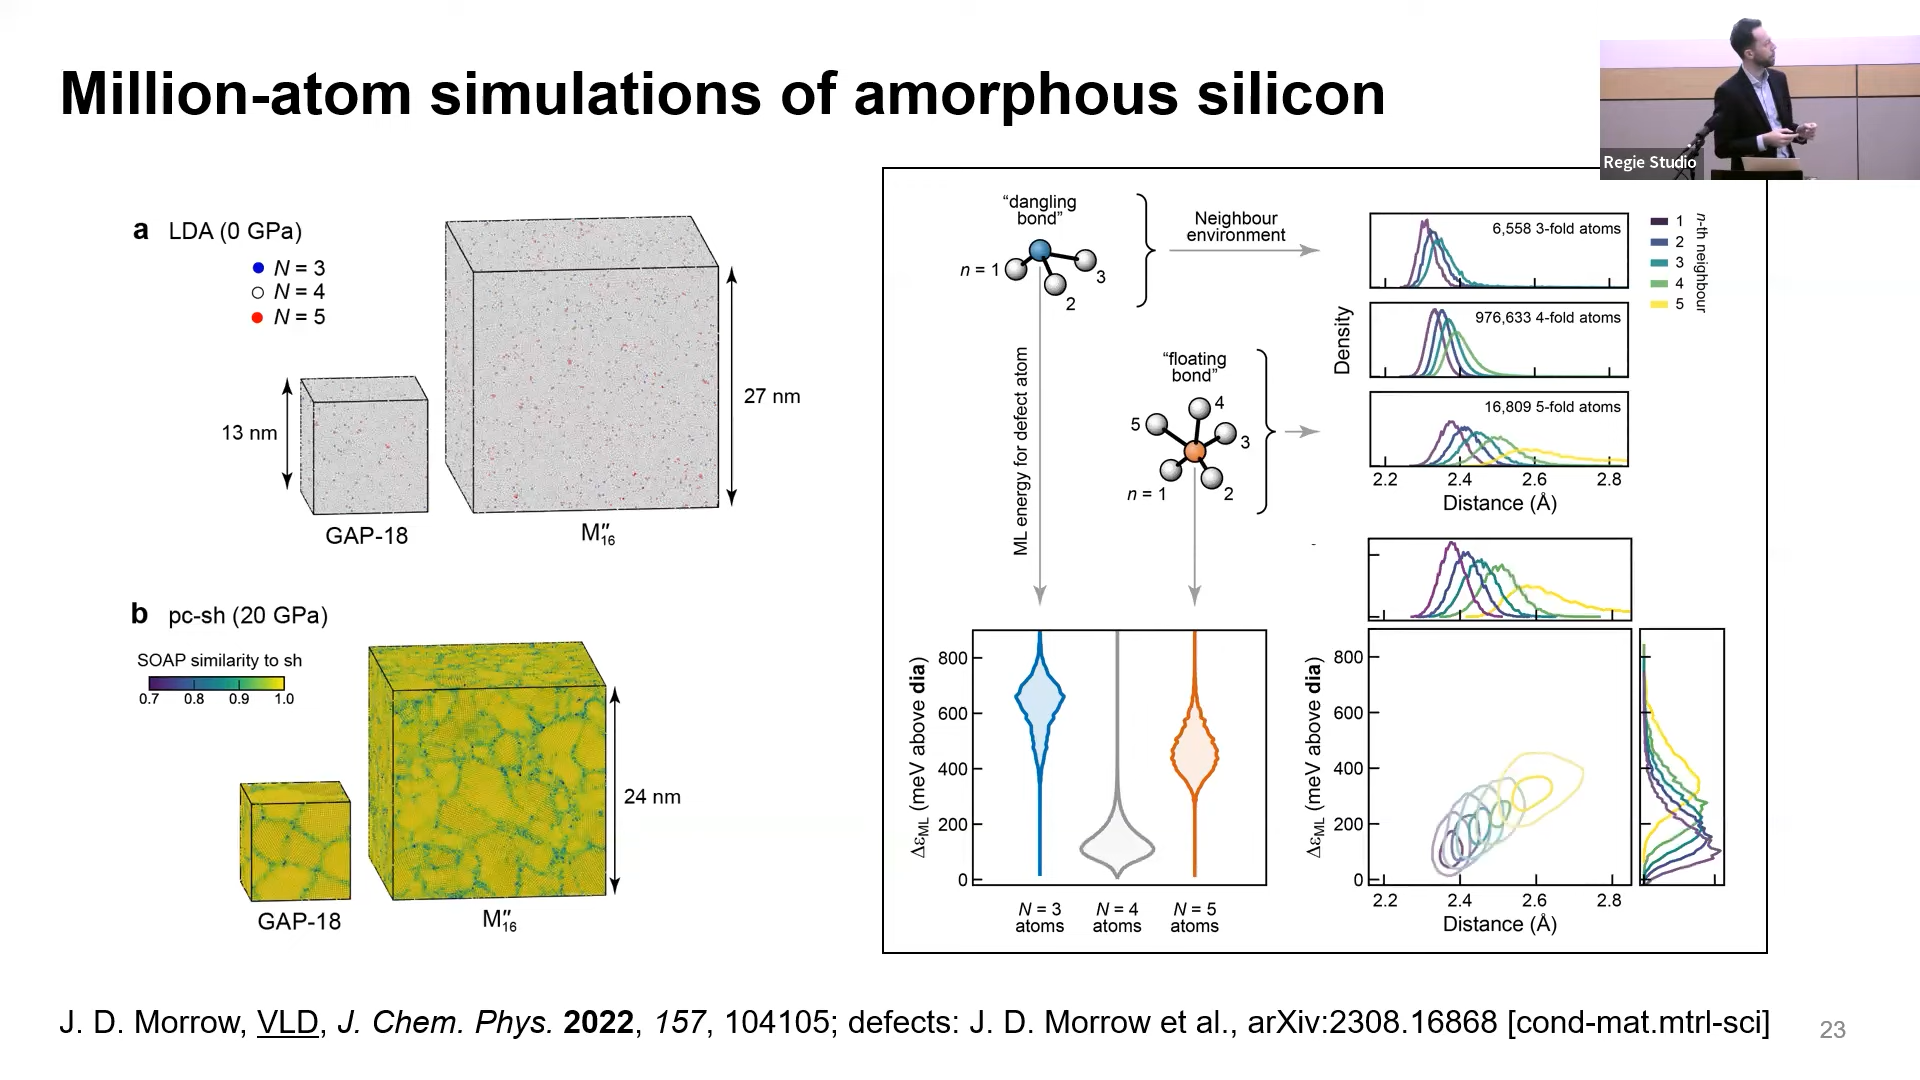 Million-atom simulations of amorphous silicon
Regie Studio
a LDA (0 GPa)
N = 3
N = 4
N = 5
13 nm
27 nm
GAP-18
M″16
b pc-sh (20 GPa)
SOAP similarity to sh
0.7 0.8 0.9 1.0
24 nm
GAP-18
M″16
“dangling
bond”
n = 1
2
3
Neighbour
environment
ML energy for defect atom
“floating
bond”
5
4
3
n = 1
2
Density
6,558 3-fold atoms
976,633 4-fold atoms
16,809 5-fold atoms
2.2 2.4 2.6 2.8
Distance (Å)
1
2
3
4
5
n-th neighbour
ΔεML (meV above dia)
800
600
400
200
0
N = 3
atoms
N = 4
atoms
N = 5
atoms
ΔεML (meV above dia)
800
600
400
200
0
2.2 2.4 2.6 2.8
Distance (Å)
J. D. Morrow, VLD, J. Chem. Phys. 2022, 157, 104105; defects: J. D. Morrow et al., arXiv:2308.16868 [cond-mat.mtrl-sci]
23